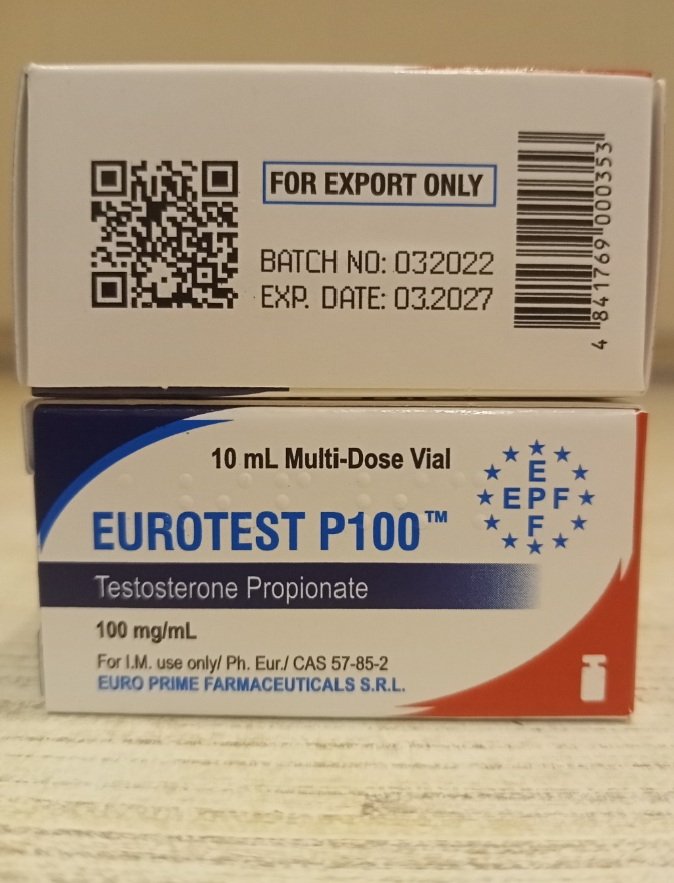 FOR EXPORT ONLY
BATCH NO: 032022
EXP. DATE: 03.2027
4 841769 000353
10 mL Multi-Dose Vial
E
EPF
F
EUROTEST P100™
Testosterone Propionate
100 mg/mL
For I.M. use only/ Ph. Eur./ CAS 57-85-2
EURO PRIME FARMACEUTICALS S.R.L.